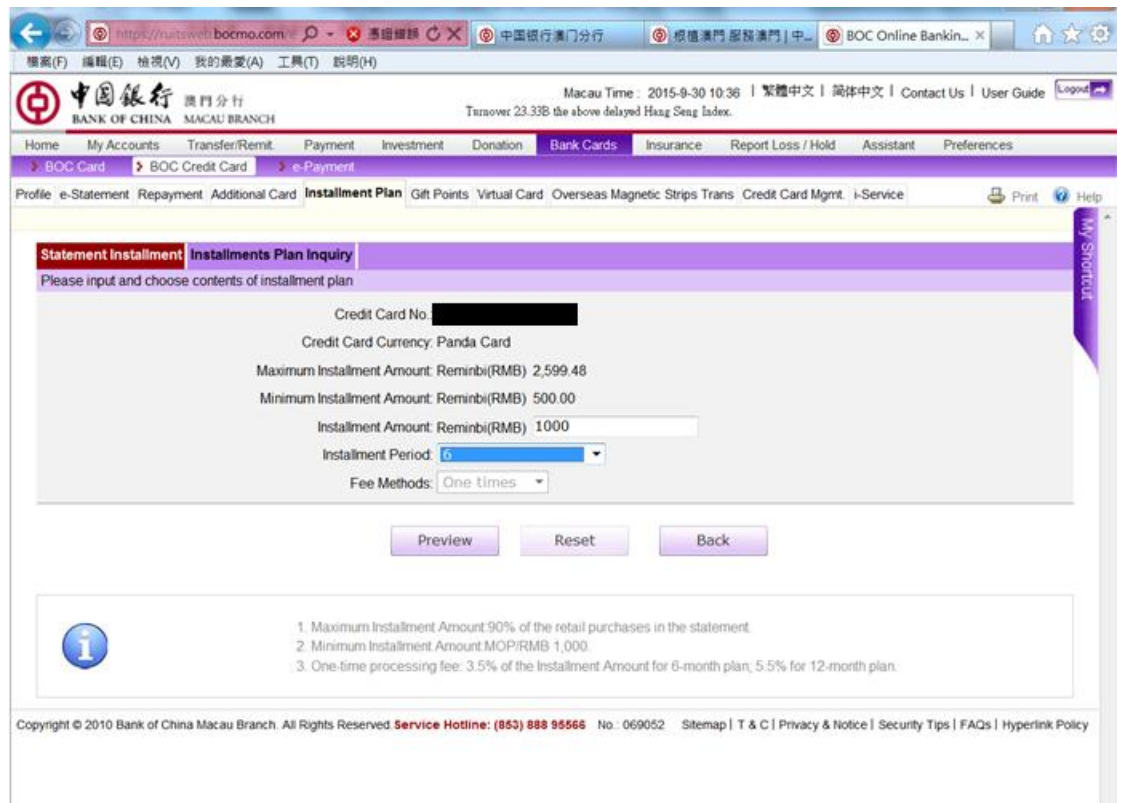 https://ruitsweb.bocmo.com 憑證錯誤 中国银行澳门分行 根植澳門 服務澳門 | 中... BOC Online Bankin...
檔案(F) 編輯(E) 檢視(V) 我的最愛(A) 工具(T) 說明(H)
中國銀行 澳門分行
BANK OF CHINA MACAU BRANCH
Macau Time : 2015-9-30 10:36 | 繁體中文 | 简体中文 | Contact Us | User Guide Logout
Turnover 23.33B the above delayed Hang Seng Index.
Home My Accounts Transfer/Remit. Payment Investment Donation Bank Cards Insurance Report Loss / Hold Assistant Preferences
BOC Card BOC Credit Card e-Payment
Profile e-Statement Repayment Additional Card Installment Plan Gift Points Virtual Card Overseas Magnetic Strips Trans Credit Card Mgmt. i-Service Print Help
My Shortcut
Statement Installment Installments Plan Inquiry
Please input and choose contents of installment plan
Credit Card No.:
Credit Card Currency: Panda Card
Maximum Installment Amount: Reminbi(RMB) 2,599.48
Minimum Installment Amount: Reminbi(RMB) 500.00
Installment Amount: Reminbi(RMB) 1000
Installment Period: 6
Fee Methods: One times
Preview Reset Back
1. Maximum Installment Amount:90% of the retail purchases in the statement.
2. Minimum Installment Amount:MOP/RMB 1,000.
3. One-time processing fee: 3.5% of the Installment Amount for 6-month plan; 5.5% for 12-month plan.
Copyright © 2010 Bank of China Macau Branch. All Rights Reserved. Service Hotline: (853) 888 95566 No.: 069052 Sitemap | T & C | Privacy & Notice | Security Tips | FAQs | Hyperlink Policy